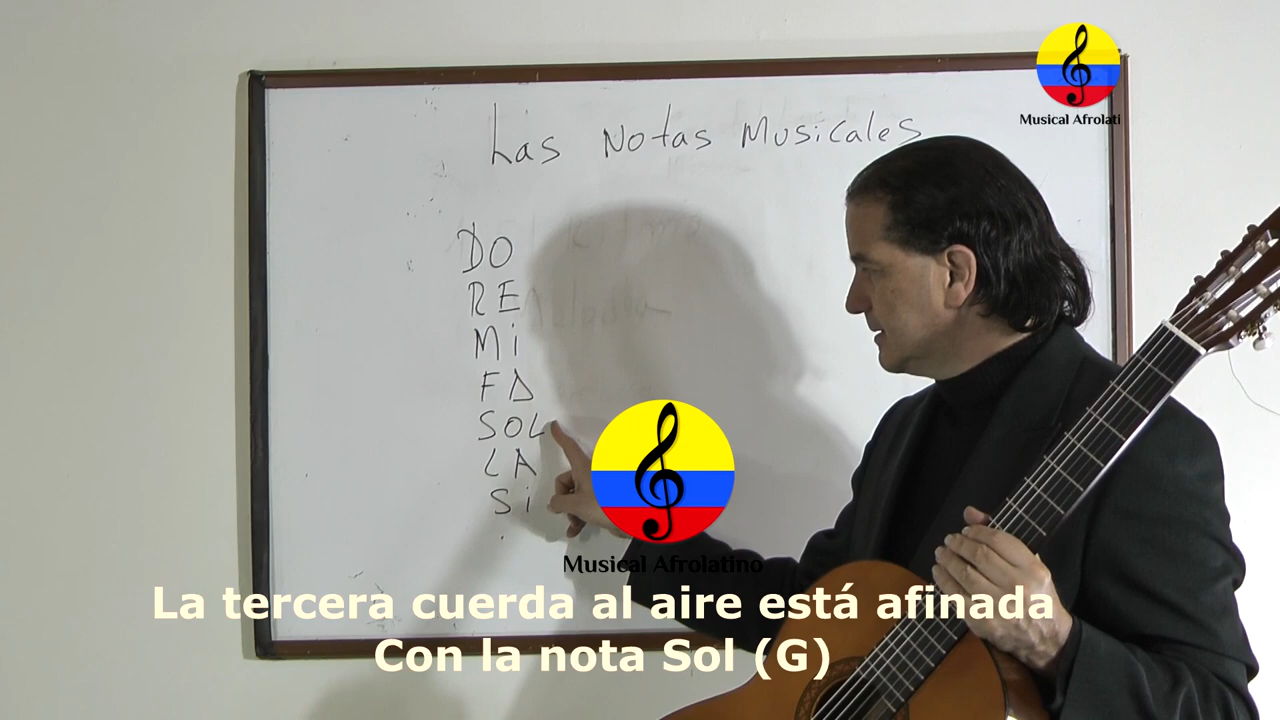 Musical Afrolati
Las Notas Musicales
DO
RE
Mi
FA
SOL
LA
Si
Musical Afrolatino
La tercera cuerda al aire está afinada
Con la nota Sol (G)